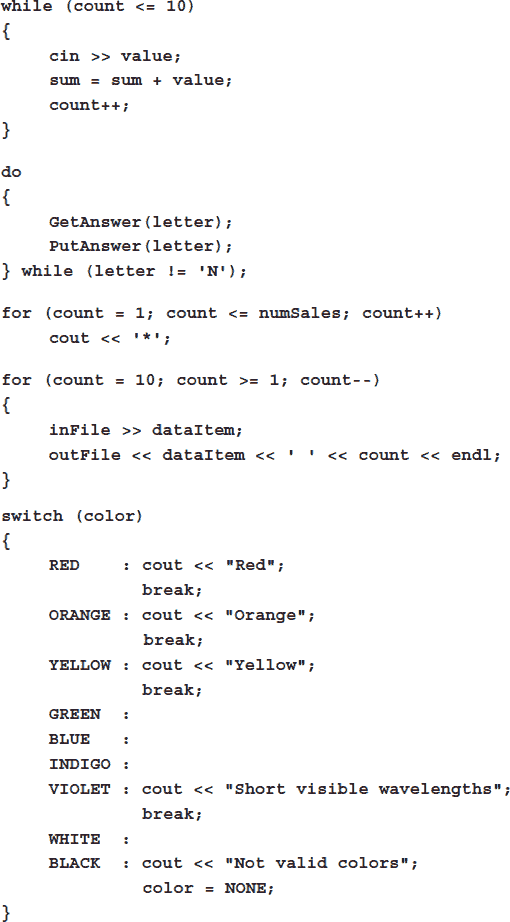 while (count <= 10)
{
     cin >> value;
     sum = sum + value;
     count++;
}
do
{
     GetAnswer(letter);
     PutAnswer(letter);
} while (letter != 'N');
for (count = 1; count <= numSales; count++)
     cout << '*';
for (count = 10; count >= 1; count--)
{
     inFile >> dataItem;
     outFile << dataItem << ' ' << count << endl;
}
switch (color)
{
     RED    : cout << "Red";
              break;
     ORANGE : cout << "Orange";
              break;
     YELLOW : cout << "Yellow";
              break;
     GREEN  :
     BLUE   :
     INDIGO :
     VIOLET : cout << "Short visible wavelengths";
              break;
     WHITE  :
     BLACK  : cout << "Not valid colors";
              color = NONE;
}